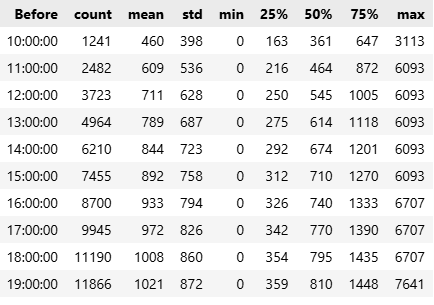 Before count mean std min 25% 50% 75% max
10:00:00 1241 460 398 0 163 361 647 3113
11:00:00 2482 609 536 0 216 464 872 6093
12:00:00 3723 711 628 0 250 545 1005 6093
13:00:00 4964 789 687 0 275 614 1118 6093
14:00:00 6210 844 723 0 292 674 1201 6093
15:00:00 7455 892 758 0 312 710 1270 6093
16:00:00 8700 933 794 0 326 740 1333 6707
17:00:00 9945 972 826 0 342 770 1390 6707
18:00:00 11190 1008 860 0 354 795 1435 6707
19:00:00 11866 1021 872 0 359 810 1448 7641